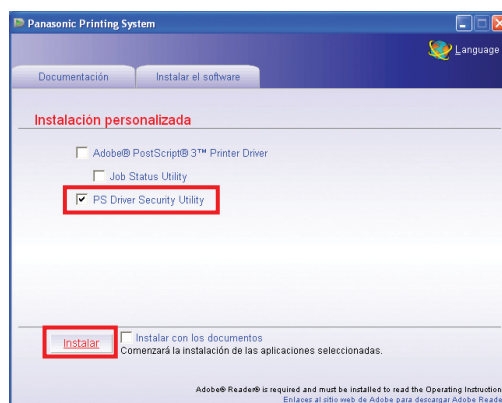 Panasonic Printing System
Language
Documentación
Instalar el software
Instalación personalizada
Adobe® PostScript® 3™ Printer Driver
Job Status Utility
PS Driver Security Utility
Instalar
Instalar con los documentos
Comenzará la instalación de las aplicaciones seleccionadas.
Adobe® Reader® is required and must be installed to read the Operating Instruction
Enlaces al sitio web de Adobe para descargar Adobe Reade